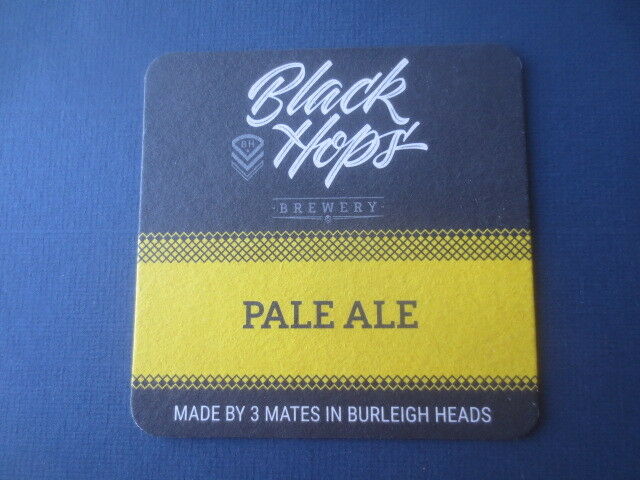 Black
Hops
BH
BREWERY
PALE ALE
MADE BY 3 MATES IN BURLEIGH HEADS